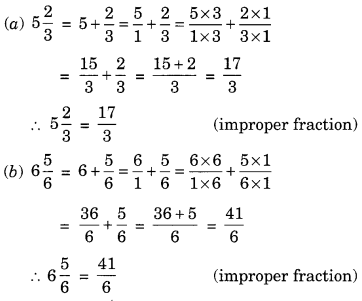 (a) 5 2/3 = 5 + 2/3 = 5/1 + 2/3 = 5×3/1×3 + 2×1/3×1
= 15/3 + 2/3 = 15 + 2/3 = 17/3
∴ 5 2/3 = 17/3 (improper fraction)
(b) 6 5/6 = 6 + 5/6 = 6/1 + 5/6 = 6×6/1×6 + 5×1/6×1
= 36/6 + 5/6 = 36 + 5/6 = 41/6
∴ 6 5/6 = 41/6 (improper fraction)